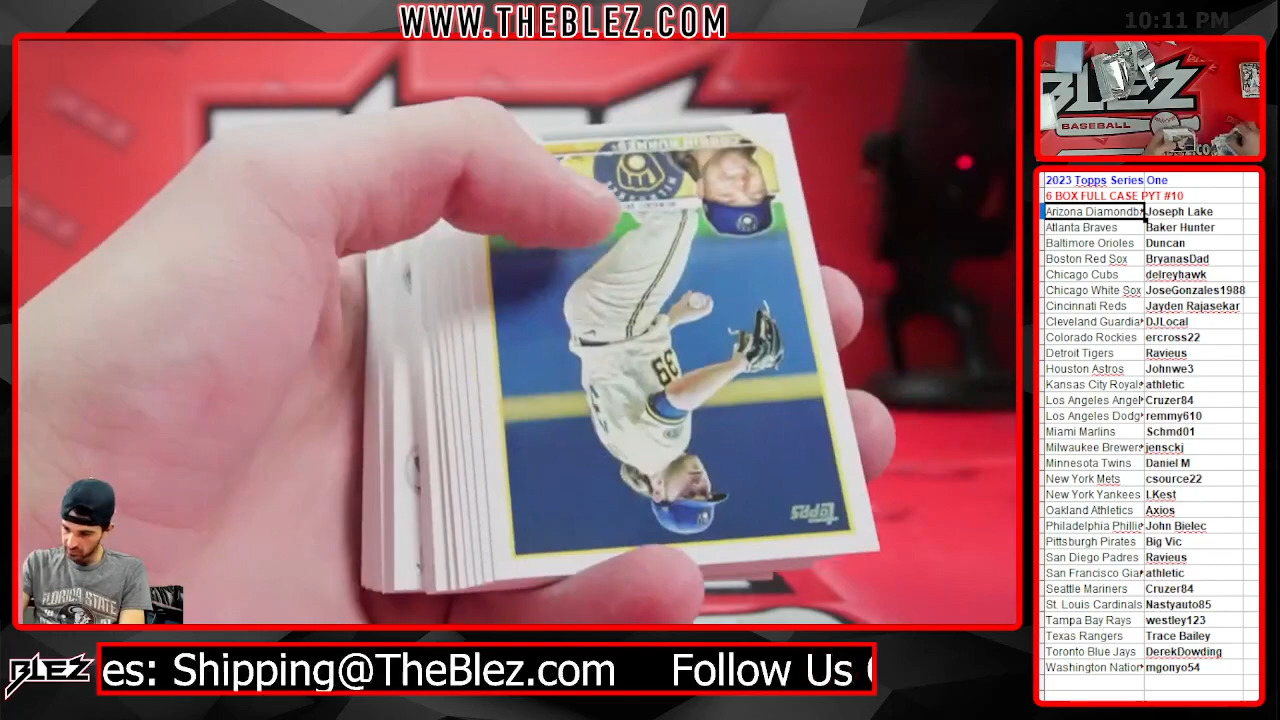 WWW.THEBLEZ.COM
10:11 PM
BLEZ
BASEBALL
CORBIN BURNES
39
Topps
FLORIDA STATE
2023 Topps Series One
6 BOX FULL CASE PYT #10
Arizona Diamondb Joseph Lake
Atlanta Braves Baker Hunter
Baltimore Orioles Duncan
Boston Red Sox BryanasDad
Chicago Cubs delreyhawk
Chicago White Sox JoseGonzales1988
Cincinnati Reds Jayden Rajasekar
Cleveland Guardia DJLocal
Colorado Rockies ercross22
Detroit Tigers Ravieus
Houston Astros Johnwe3
Kansas City Royal athletic
Los Angeles Angel Cruzer84
Los Angeles Dodg remmy610
Miami Marlins Schmd01
Milwaukee Brewer jensckj
Minnesota Twins Daniel M
New York Mets csource22
New York Yankees LKest
Oakland Athletics Axios
Philadelphia Phillie John Bielec
Pittsburgh Pirates Big Vic
San Diego Padres Ravieus
San Francisco Gia athletic
Seattle Mariners Cruzer84
St. Louis Cardinals Nastyauto85
Tampa Bay Rays westley123
Texas Rangers Trace Bailey
Toronto Blue Jays DerekDowding
Washington Nation mgonyo54
BLEZ
es: Shipping@TheBlez.com Follow Us